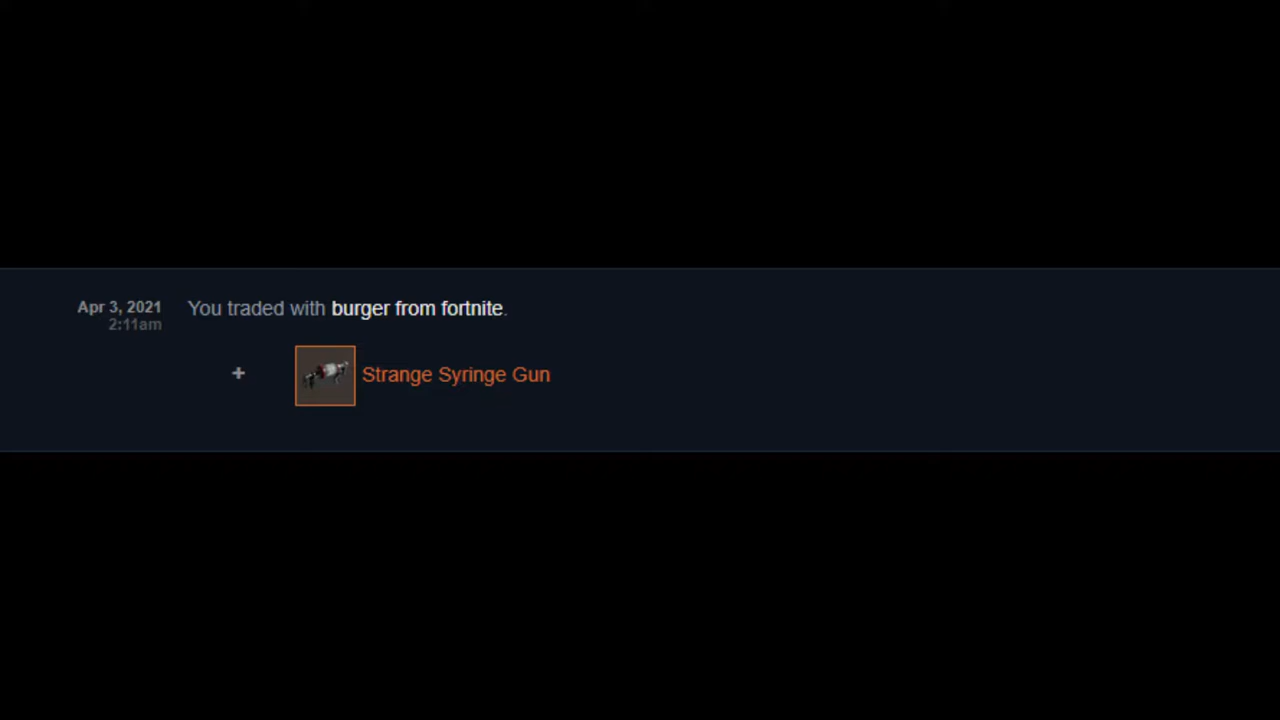 Apr 3, 2021 You traded with burger from fortnite.
2:11am
+ Strange Syringe Gun